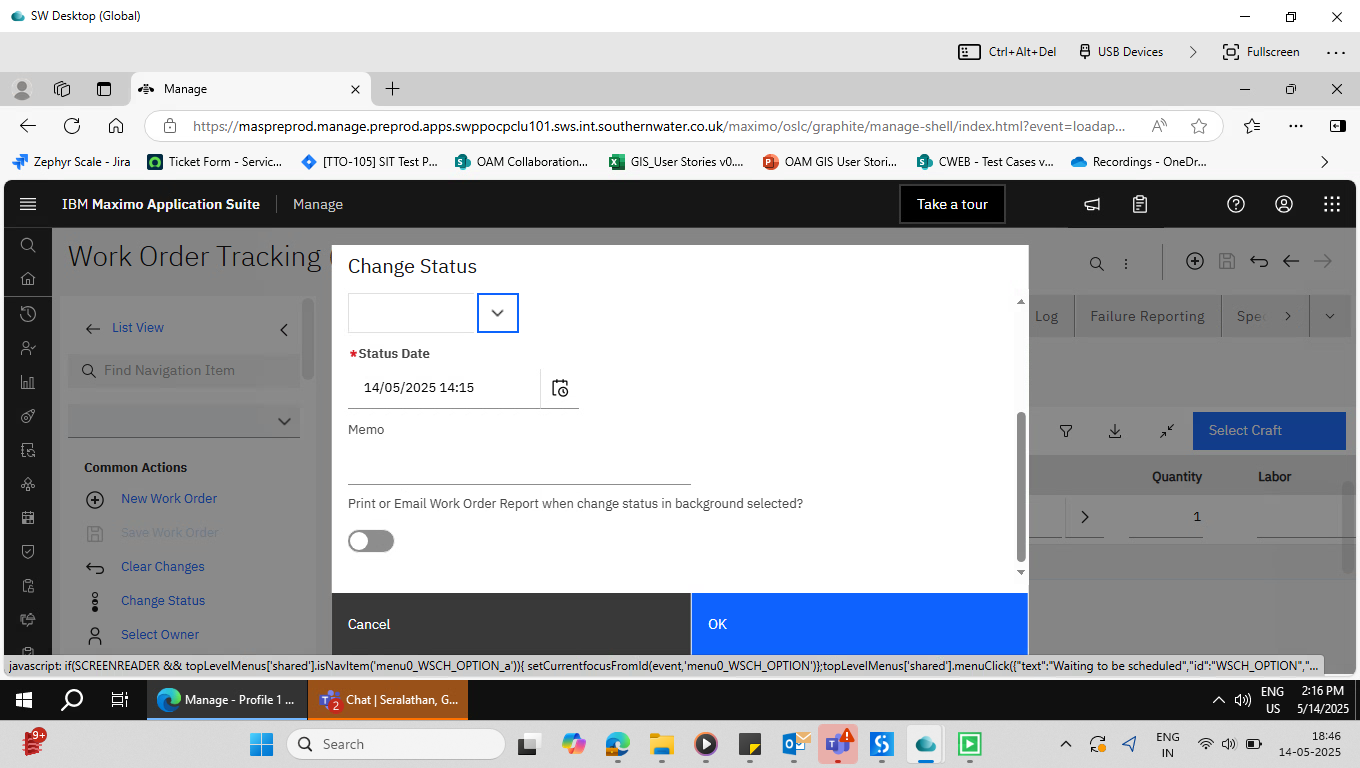 SW Desktop (Global)
Ctrl+Alt+Del
USB Devices
Fullscreen
Manage
https://maspreprod.manage.preprod.apps.swppocpclu101.sws.int.southernwater.co.uk/maximo/oslc/graphite/manage-shell/index.html?event=loadap...
Zephyr Scale - Jira
Ticket Form - Servic...
[TTO-105] SIT Test P...
OAM Collaboration...
GIS_User Stories v0....
OAM GIS User Stori...
CWEB - Test Cases v...
Recordings - OneDr...
IBM Maximo Application Suite
Manage
Take a tour
Work Order Tracking (
Change Status
List View
Find Navigation Item
Log
Failure Reporting
Spec
*Status Date
14/05/2025 14:15
Memo
Select Craft
Common Actions
Quantity
Labor
New Work Order
Print or Email Work Order Report when change status in background selected?
1
Save Work Order
Clear Changes
Change Status
Cancel
OK
Select Owner
javascript: if(SCREENREADER && topLevelMenus['shared'].isNavItem('menu0_WSCH_OPTION_a')){ setCurrentfocusFromId(event,'menu0_WSCH_OPTION')};topLevelMenus['shared'].menuClick({"text":"Waiting to be scheduled","id":"WSCH_OPTION","...
Manage - Profile 1 ...
2
Chat | Seralathan, G...
ENG
US
2:16 PM
5/14/2025
9+
Search
ENG
IN
18:46
14-05-2025